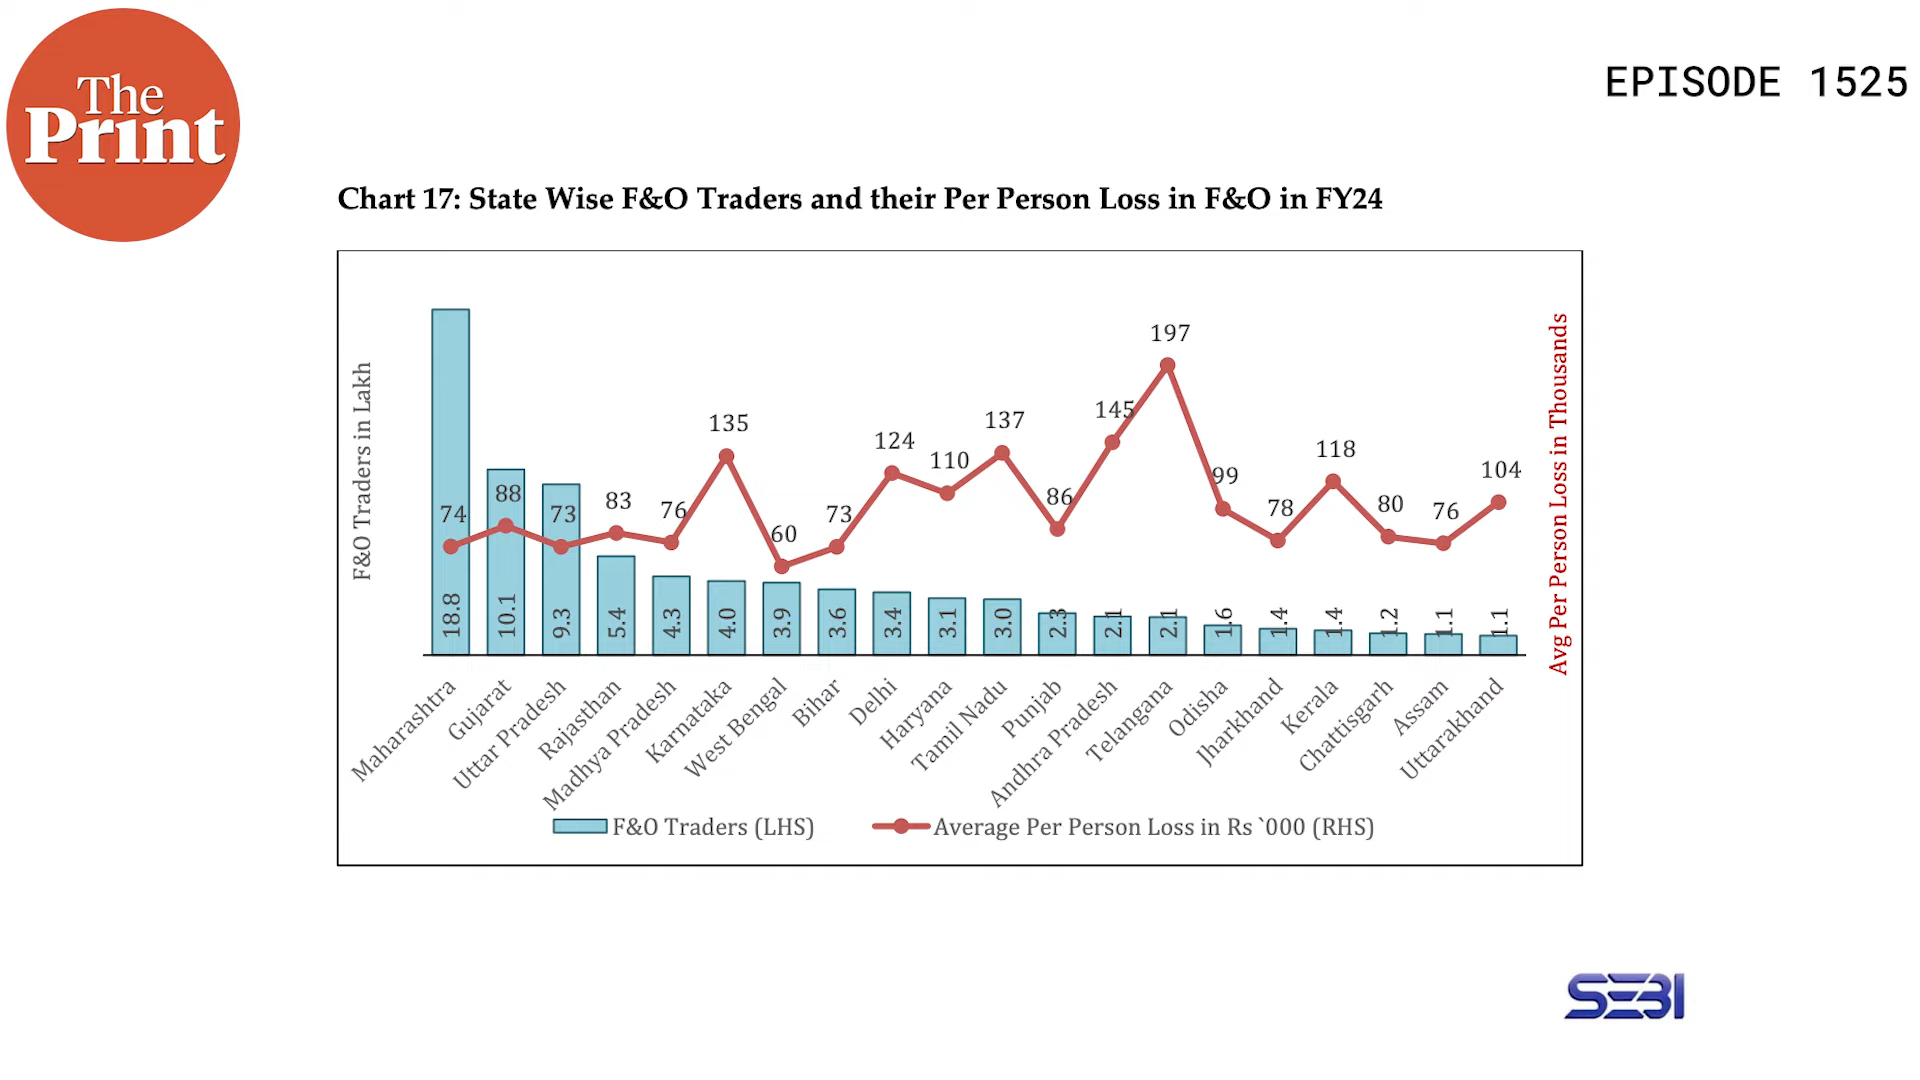 The
Print
EPISODE 1525
Chart 17: State Wise F&O Traders and their Per Person Loss in F&O in FY24
F&O Traders in Lakh
74
88
73
83
76
135
60
73
124
110
137
86
145
197
99
78
118
80
76
104
18.8
10.1
9.3
5.4
4.3
4.0
3.9
3.6
3.4
3.1
3.0
2.3
2.1
2.1
1.6
1.4
1.4
1.2
1.1
1.1
Avg Per Person Loss in Thousands
Maharashtra
Gujarat
Uttar Pradesh
Rajasthan
Madhya Pradesh
Karnataka
West Bengal
Bihar
Delhi
Haryana
Tamil Nadu
Punjab
Andhra Pradesh
Telangana
Odisha
Jharkhand
Kerala
Chattisgarh
Assam
Uttarakhand
F&O Traders (LHS)
Average Per Person Loss in Rs `000 (RHS)
SEBI